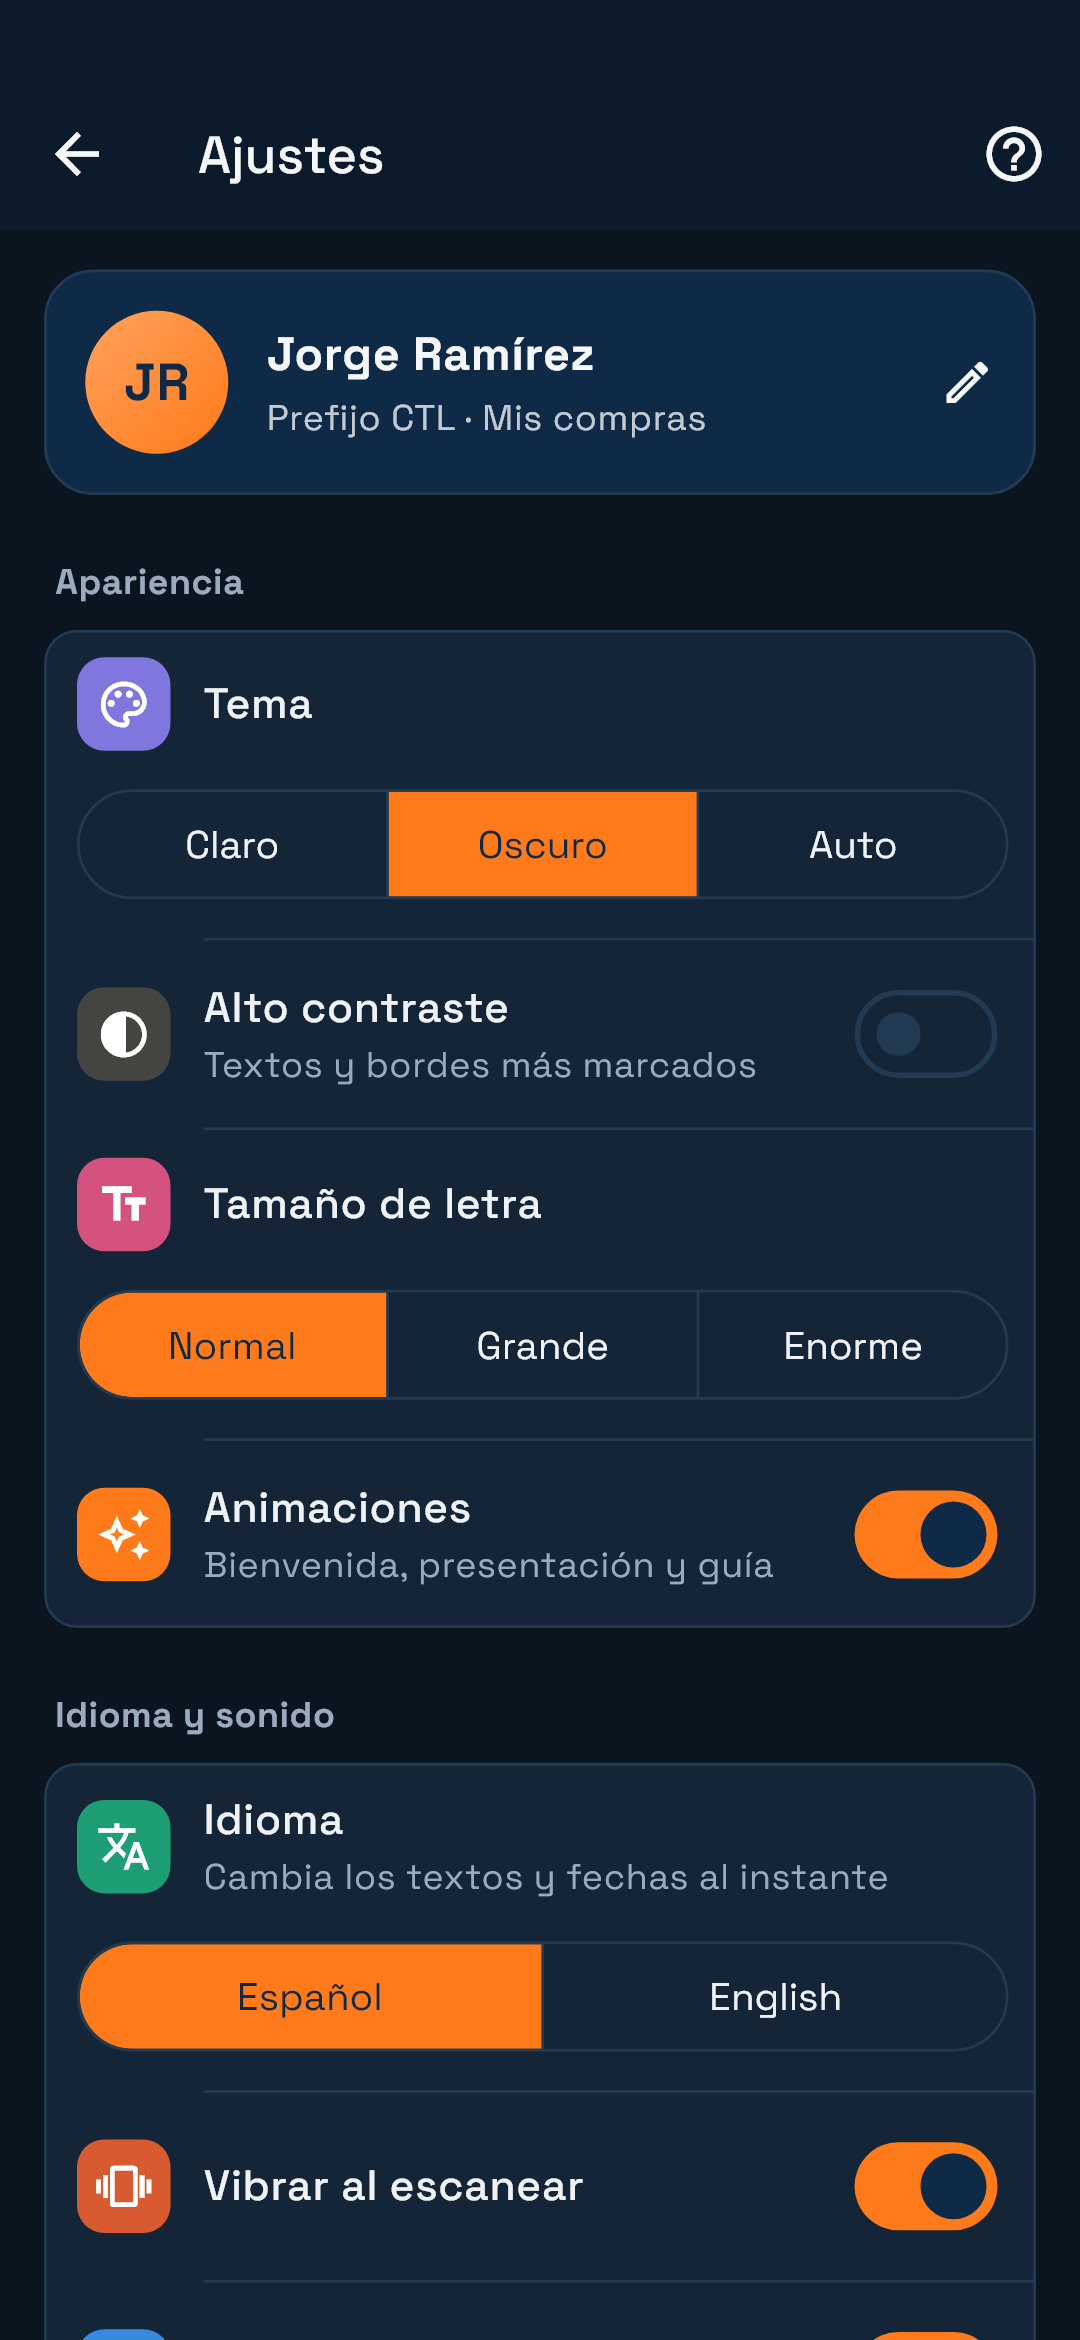 Ajustes
JR
Jorge Ramírez
Prefijo CTL · Mis compras
Apariencia
Tema
Claro
Oscuro
Auto
Alto contraste
Textos y bordes más marcados
Tamaño de letra
Normal
Grande
Enorme
Animaciones
Bienvenida, presentación y guía
Idioma y sonido
Idioma
Cambia los textos y fechas al instante
Español
English
Vibrar al escanear